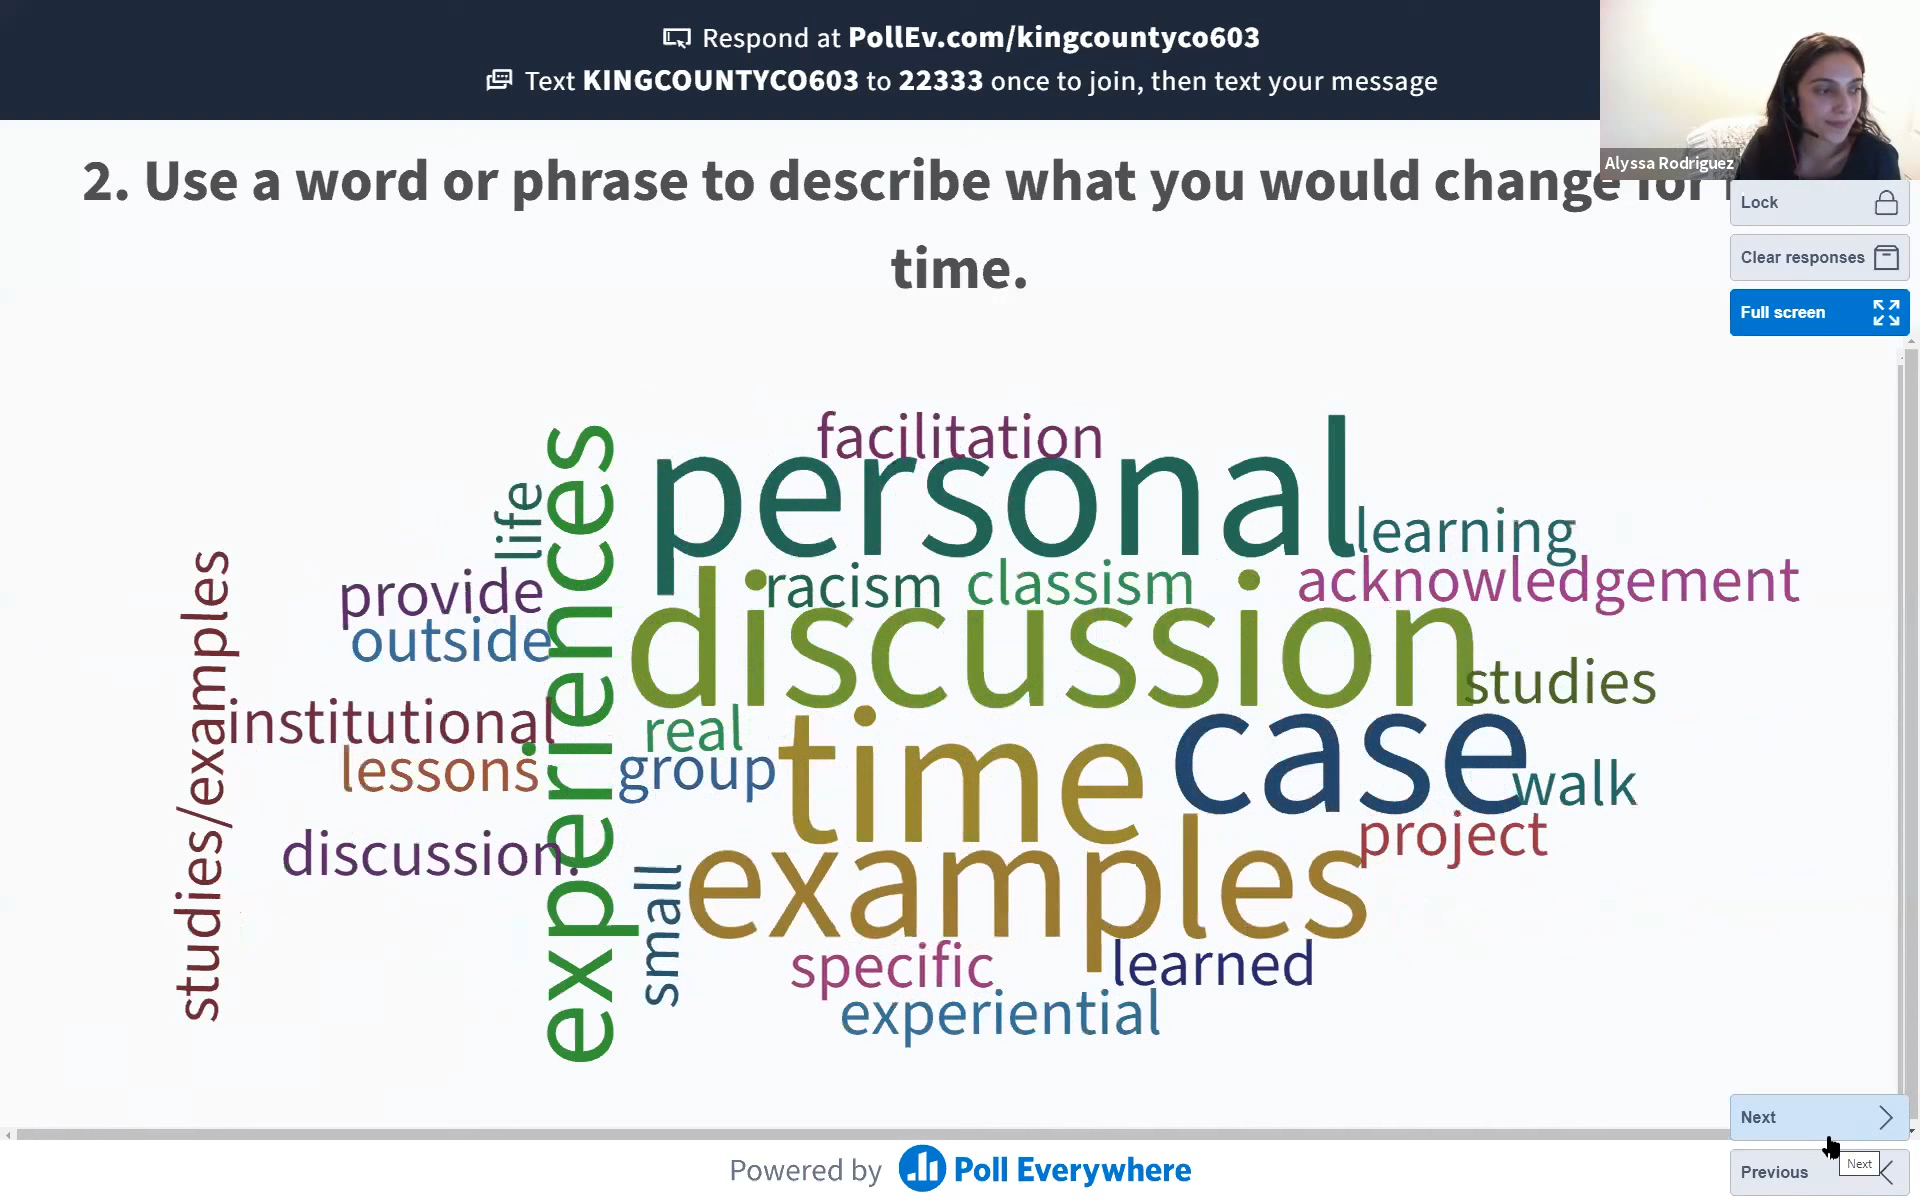 Respond at PollEv.com/kingcountyco603
Text KINGCOUNTYCO603 to 22333 once to join, then text your message
Alyssa Rodriguez
2. Use a word or phrase to describe what you would change for
time.
Lock
Clear responses
Full screen
facilitation
personal
experiences
life
learning
racism
classism
acknowledgement
provide
outside
discussion
studies
studies/examples
institutional
real
time
case
lessons
group
walk
project
discussion.
small
examples
specific
learned
experiential
Next
Next
Previous
Powered by Poll Everywhere